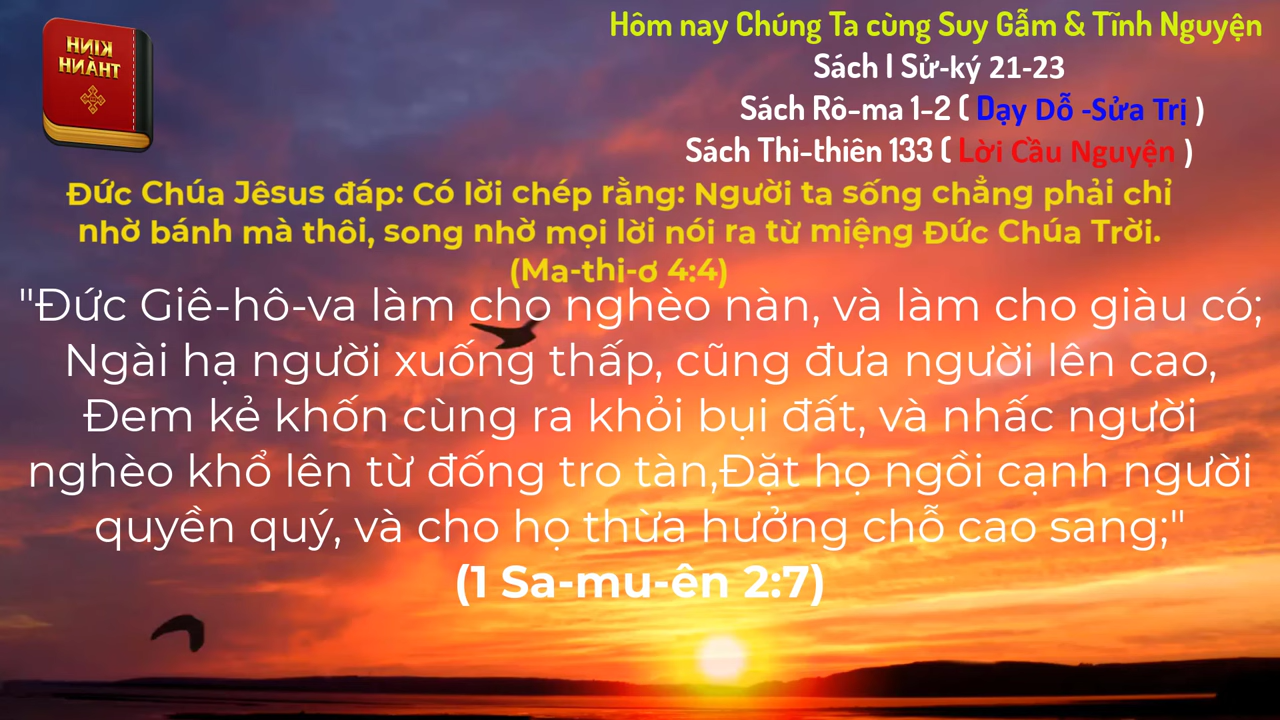 KINH
THÀNH
Hôm nay Chúng Ta cùng Suy Gẫm & Tĩnh Nguyện
Sách I Sử-ký 21-23
Sách Rô-ma 1-2 ( Dạy Dỗ -Sửa Trị )
Sách Thi-thiên 133 ( Lời Cầu Nguyện )
Đức Chúa Jêsus đáp: Có lời chép rằng: Người ta sống chẳng phải chỉ
nhờ bánh mà thôi, song nhờ mọi lời nói ra từ miệng Đức Chúa Trời.
(Ma-thi-ơ 4:4)
"Đức Giê-hô-va làm cho nghèo nàn, và làm cho giàu có;
Ngài hạ người xuống thấp, cũng đưa người lên cao,
Đem kẻ khốn cùng ra khỏi bụi đất, và nhấc người
nghèo khổ lên từ đống tro tàn,Đặt họ ngồi cạnh người
quyền quý, và cho họ thừa hưởng chỗ cao sang;"
(1 Sa-mu-ên 2:7)